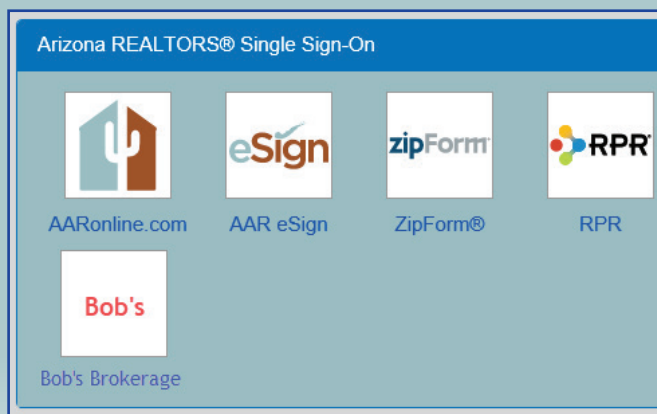 Arizona REALTORS® Single Sign-On
eSign
zipForm
RPR
AARonline.com
AAR eSign
ZipForm®
RPR
Bob's
Bob's Brokerage